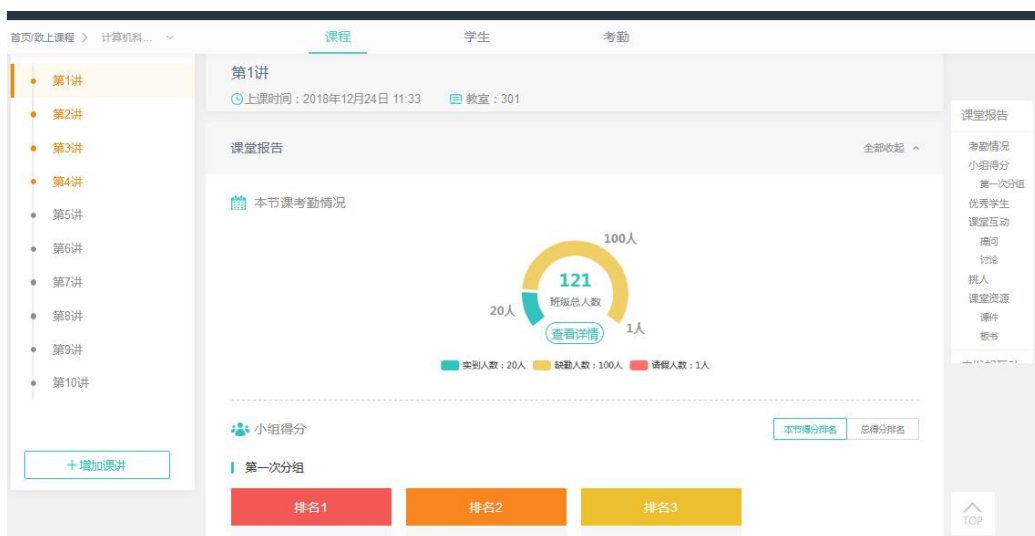 首页/致上课程 > 计算机科...
课程
学生
考勤
第1讲
第2讲
第3讲
第4讲
第5讲
第6讲
第7讲
第8讲
第9讲
第10讲
+增加课讲
第1讲
上课时间：2018年12月24日 11:33 教室：301
课堂报告
全部收起
本节课考勤情况
100人
121
班级总人数
20人
1人
查看详情
实到人数：20人 缺勤人数：100人 请假人数：1人
小组得分
本节得分排名 总得分排名
第一次分组
排名1
排名2
排名3
课堂报告
考勤情况
小组得分
第一次分组
优秀学生
课堂互动
提问
讨论
挑人
课堂资源
课件
板书
TOP